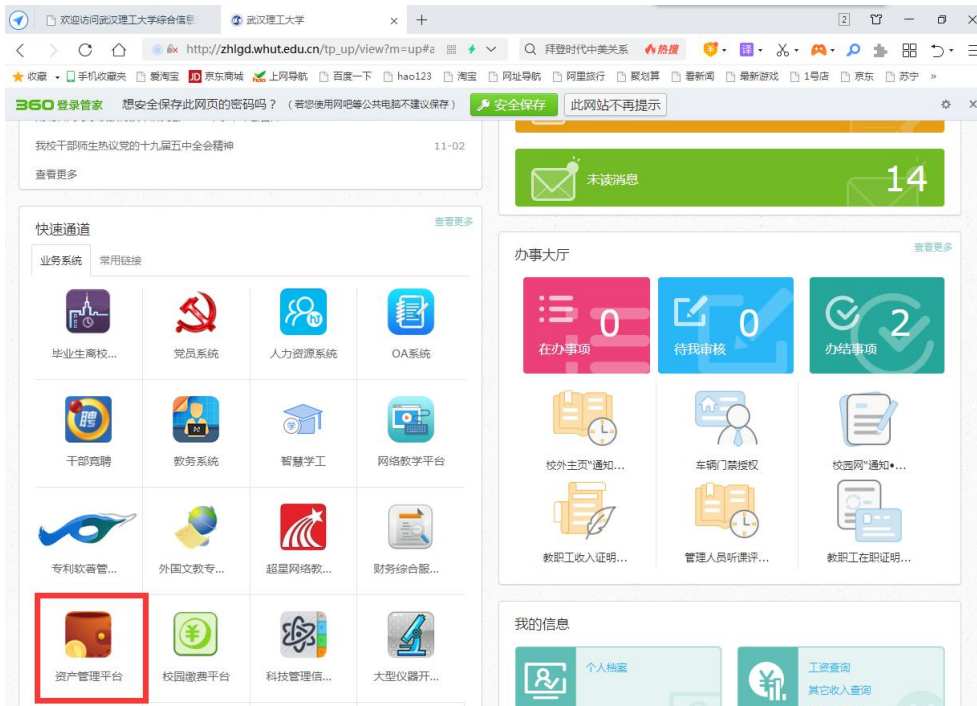 欢迎访问武汉理工大学综合信息
武汉理工大学
2
http://zhlgd.whut.edu.cn/tp_up/view?m=up#a
拜登时代中美关系 热搜
译
收藏 手机收藏夹 爱淘宝 JD 京东商城 上网导航 百度一下 hao123 淘宝 网址导航 阿里旅行 聚划算 看新闻 最新游戏 1号店 京东 苏宁 »
360 登录管家 想安全保存此网页的密码吗？（若您使用网吧等公共电脑不建议保存） 安全保存 此网站不再提示
我校干部师生热议党的十九届五中全会精神 11-02
查看更多
未读消息 14
快速通道 查看更多
业务系统 常用链接
毕业生离校... 党员系统 人力资源系统 OA系统
聘
干部竞聘 教务系统 智慧学工 网络教学平台
专利软著管... 外国文教专... 超星网络教... 财务综合服...
资产管理平台 校园缴费平台 科技管理信... 大型仪器开...
办事大厅 查看更多
0 在办事项
0 待我审核
2 办结事项
校外主页"通知... 车辆门禁授权 校园网"通知•...
教职工收入证明... 管理人员听课评... 教职工在职证明...
我的信息
个人档案
工资查询
其它收入查询